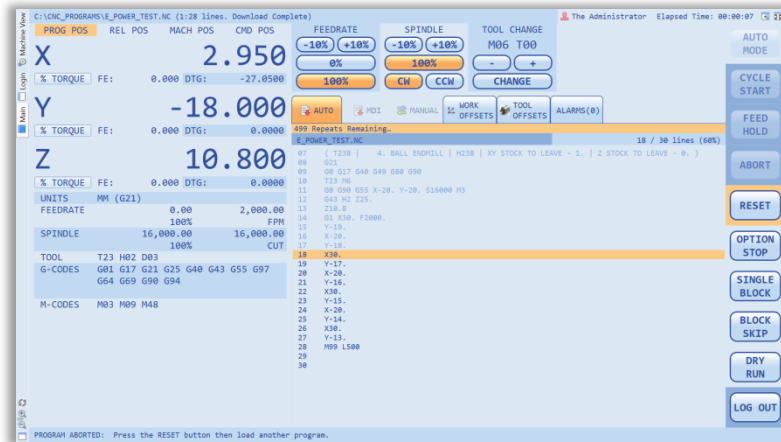 C:\CNC_PROGRAMS\E_POWER_TEST.NC (1:28 lines. Download Complete)
The Administrator Elapsed Time: 00:00:07
Machine View
Login
Main
PROG POS REL POS MACH POS CMD POS
X 2.950
% TORQUE FE: 0.000 DTG: -27.0500
Y -18.000
% TORQUE FE: 0.000 DTG: 0.0000
Z 10.800
% TORQUE FE: 0.000 DTG: 0.0000
UNITS MM (G21)
FEEDRATE 0.00 2,000.00
100% FPM
SPINDLE 16,000.00 16,000.00
100% CUT
TOOL T23 H02 D03
G-CODES G01 G17 G21 G25 G40 G43 G55 G97
G64 G69 G90 G94
M-CODES M03 M09 M48
FEEDRATE
-10% +10%
0%
100%
SPINDLE
-10% +10%
100%
CW CCW
TOOL CHANGE
M06 T00
- +
CHANGE
AUTO MDI MANUAL WORK OFFSETS TOOL OFFSETS ALARMS(0)
499 Repeats Remaining…
E_POWER_TEST.NC 18 / 30 lines (60%)
07 ( T238 | 4. BALL ENDMILL | H238 | XY STOCK TO LEAVE - 1. | Z STOCK TO LEAVE - 0. )
08 G21
09 G0 G17 G40 G49 G80 G90
10 T23 M6
11 G0 G90 G55 X-20. Y-20. S16000 M3
12 G43 H2 Z25.
13 Z10.8
14 G1 X30. F2000.
15 Y-19.
16 X-20.
17 Y-18.
18 X30.
19 Y-17.
20 X-20.
21 Y-16.
22 X30.
23 Y-15.
24 X-20.
25 Y-14.
26 X30.
27 Y-13.
28 M99 L500
29
30
AUTO MODE
CYCLE START
FEED HOLD
ABORT
RESET
OPTION STOP
SINGLE BLOCK
BLOCK SKIP
DRY RUN
LOG OUT
PROGRAM ABORTED: Press the RESET button then load another program.